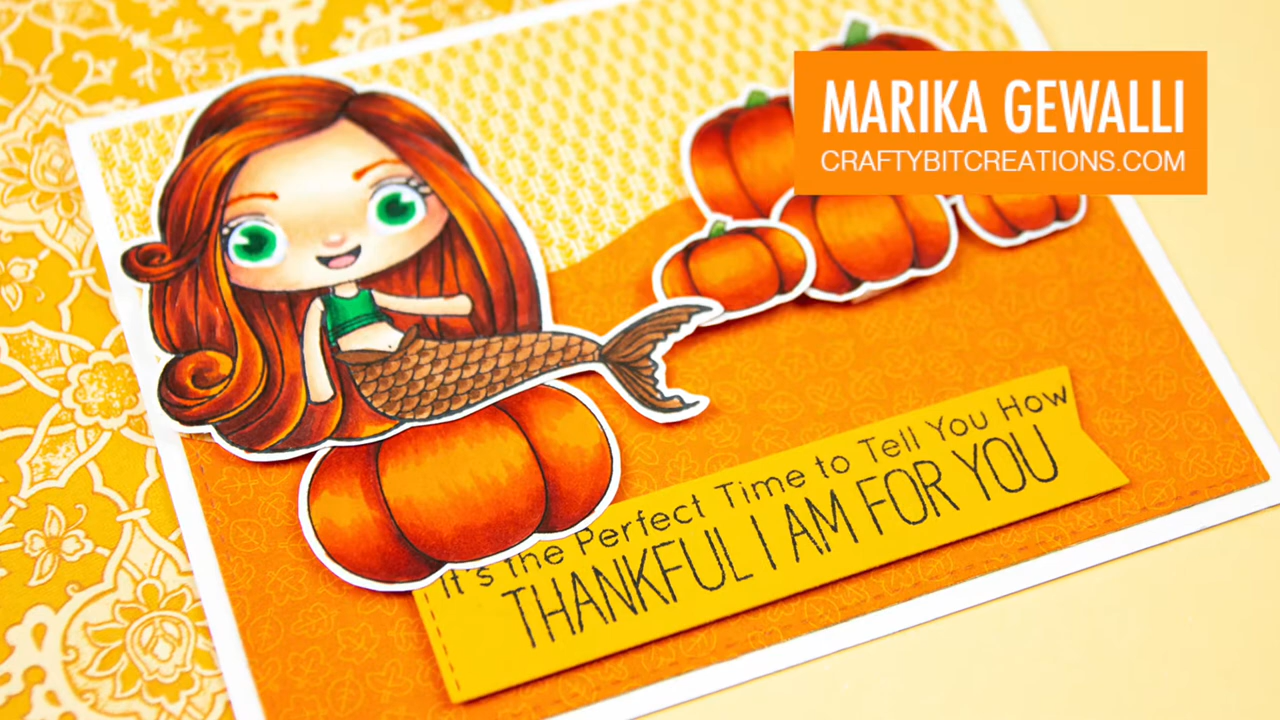 MARIKA GEWALLI
CRAFTYBITCREATIONS.COM
It's the Perfect Time to Tell You How
THANKFUL I AM FOR YOU